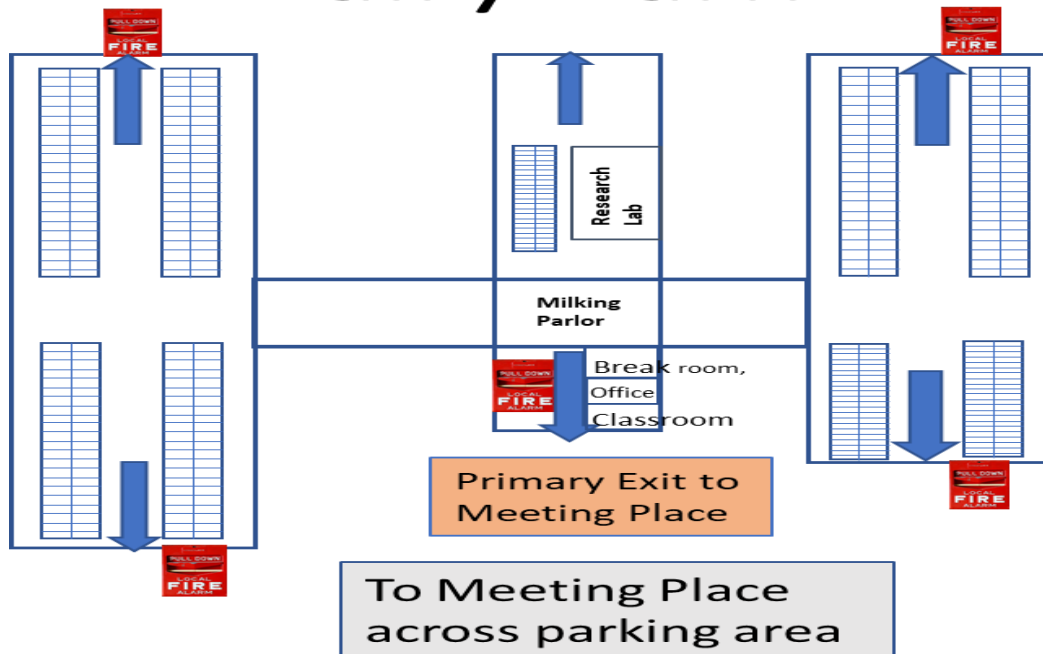 PULL DOWN
LOCAL
FIRE
ALARM
PULL DOWN
LOCAL
FIRE
ALARM
Research
Lab
Milking
Parlor
PULL DOWN
LOCAL
FIRE
ALARM
Break room,
Office
Classroom
Primary Exit to
Meeting Place
PULL DOWN
LOCAL
FIRE
ALARM
PULL DOWN
LOCAL
FIRE
ALARM
To Meeting Place
across parking area